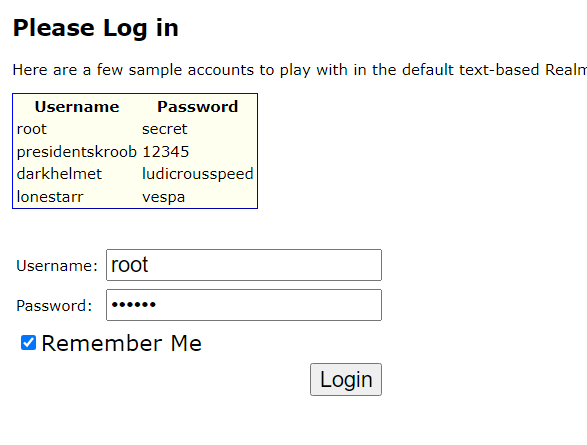 Please Log in
Here are a few sample accounts to play with in the default text-based Realm
Username Password
root secret
presidentskroob 12345
darkhelmet ludicrousspeed
lonestarr vespa
Username: root
Password: ••••••
Remember Me
Login